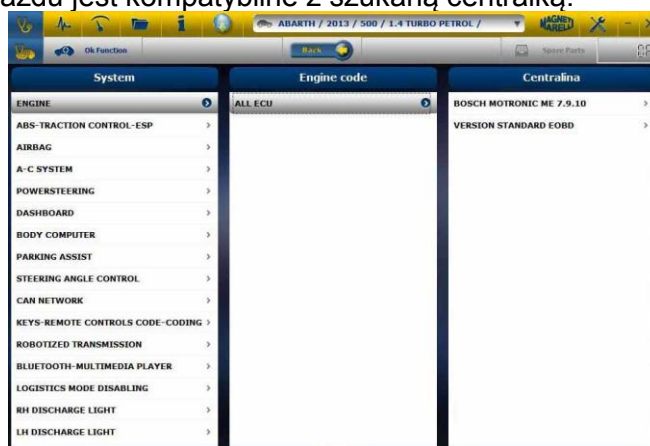 azdu jest kompatybilne z szukaną centralką.
ABARTH / 2013 / 500 / 1.4 TURBO PETROL /
MAGNETI MARELLI
Ok Function
Back
Spare Parts
System
Engine code
Centralina
ENGINE
ALL ECU
BOSCH MOTRONIC ME 7.9.10
ABS-TRACTION CONTROL-ESP
VERSION STANDARD EOBD
AIRBAG
A-C SYSTEM
POWERSTEERING
DASHBOARD
BODY COMPUTER
PARKING ASSIST
STEERING ANGLE CONTROL
CAN NETWORK
KEYS-REMOTE CONTROLS CODE-CODING
ROBOTIZED TRANSMISSION
BLUETOOTH-MULTIMEDIA PLAYER
LOGISTICS MODE DISABLING
RH DISCHARGE LIGHT
LH DISCHARGE LIGHT